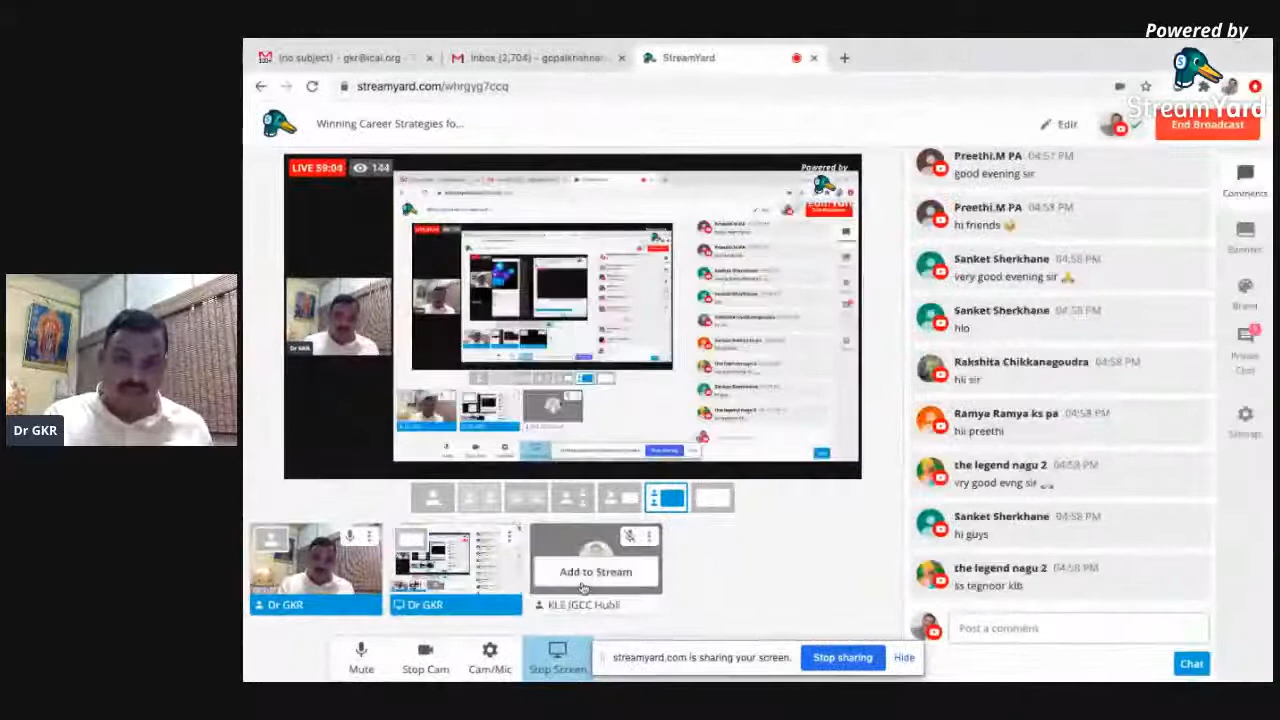 Powered by
StreamYard
(no subject) - gkr@icai.org -
Inbox (2,704) - gopalkrishna
StreamYard
streamyard.com/whrgyg7ccq
Winning Career Strategies fo...
Edit
End Broadcast
LIVE 59:04
144
Powered by
Dr GKR
Dr GKR
Preethi.M PA 04:57 PM
good evening sir
Preethi.M PA 04:58 PM
hi friends
Sanket Sherkhane 04:58 PM
very good evening sir
Sanket Sherkhane 04:58 PM
hlo
Rakshita Chikkanagoudra 04:58 PM
hii sir
Ramya Ramya ks pa 04:58 PM
hii preethi
the legend nagu 2 04:58 PM
vry good evng sir
Sanket Sherkhane 04:58 PM
hi guys
the legend nagu 2 04:58 PM
ss tegnoor klb
Post a comment
Chat
Comments
Banners
Brand
Private
Chat
Settings
Add to Stream
Dr GKR
Dr GKR
KLE JGCC Hubli
Mute
Stop Cam
Cam/Mic
Stop Screen
streamyard.com is sharing your screen.
Stop sharing
Hide